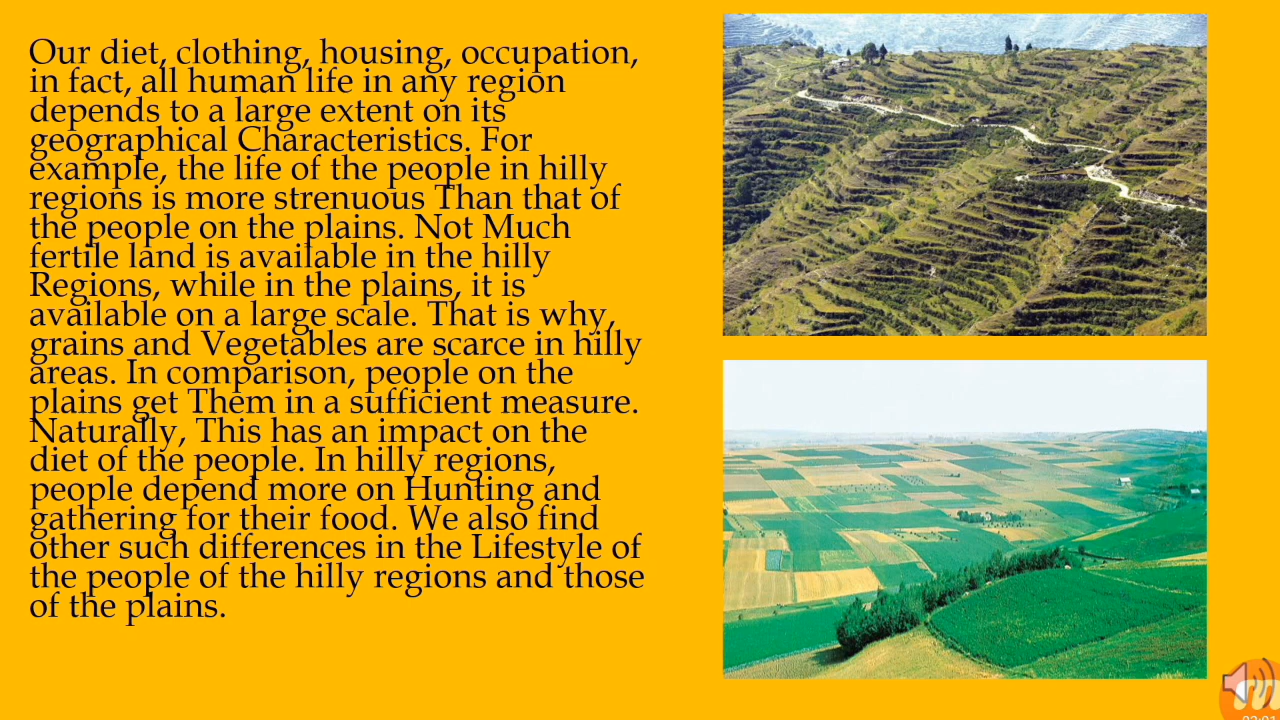 Our diet, clothing, housing, occupation,
in fact, all human life in any region
depends to a large extent on its
geographical Characteristics. For
example, the life of the people in hilly
regions is more strenuous Than that of
the people on the plains. Not Much
fertile land is available in the hilly
Regions, while in the plains, it is
available on a large scale. That is why,
grains and Vegetables are scarce in hilly
areas. In comparison, people on the
plains get Them in a sufficient measure.
Naturally, This has an impact on the
diet of the people. In hilly regions,
people depend more on Hunting and
gathering for their food. We also find
other such differences in the Lifestyle of
the people of the hilly regions and those
of the plains.